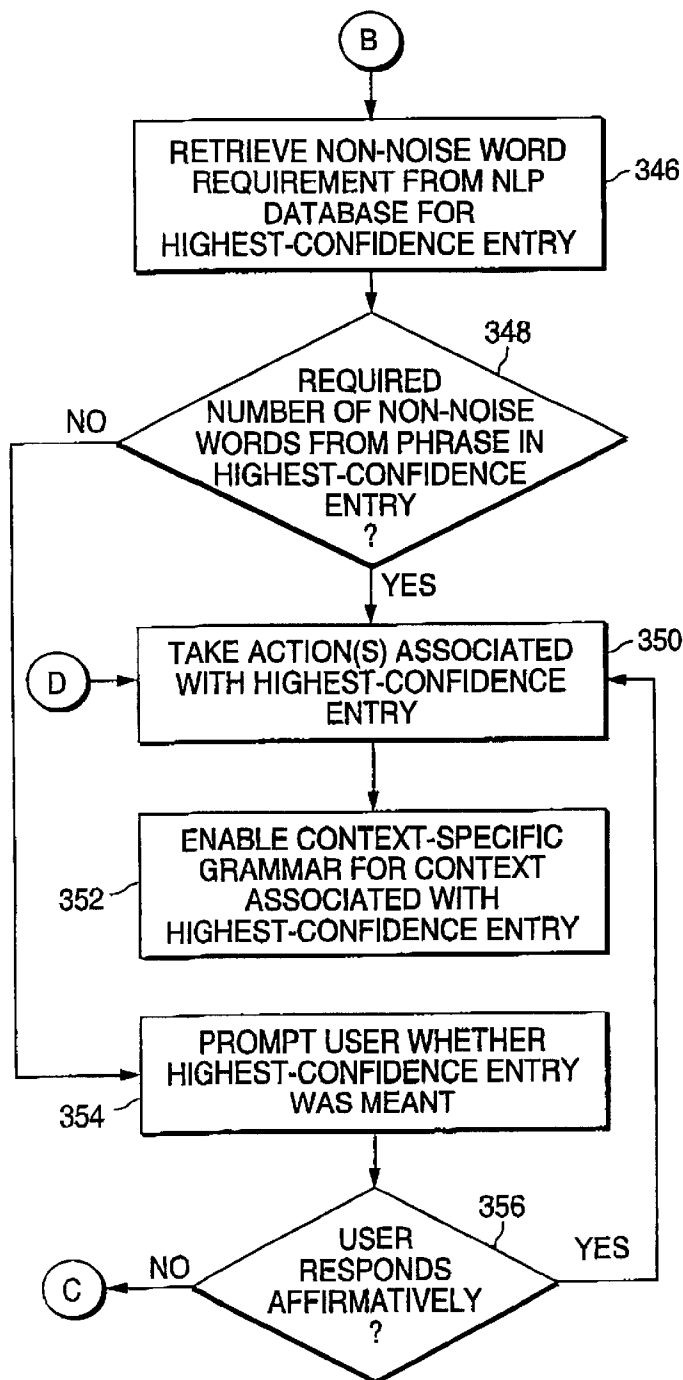 B
RETRIEVE NON-NOISE WORD
REQUIREMENT FROM NLP
DATABASE FOR
HIGHEST-CONFIDENCE ENTRY
346
348
REQUIRED
NUMBER OF NON-NOISE
WORDS FROM PHRASE IN
HIGHEST-CONFIDENCE
ENTRY
?
NO
YES
D
TAKE ACTION(S) ASSOCIATED
WITH HIGHEST-CONFIDENCE
ENTRY
350
ENABLE CONTEXT-SPECIFIC
GRAMMAR FOR CONTEXT
ASSOCIATED WITH
HIGHEST-CONFIDENCE ENTRY
352
PROMPT USER WHETHER
HIGHEST-CONFIDENCE ENTRY
WAS MEANT
354
356
USER
RESPONDS
AFFIRMATIVELY
?
YES
NO
C